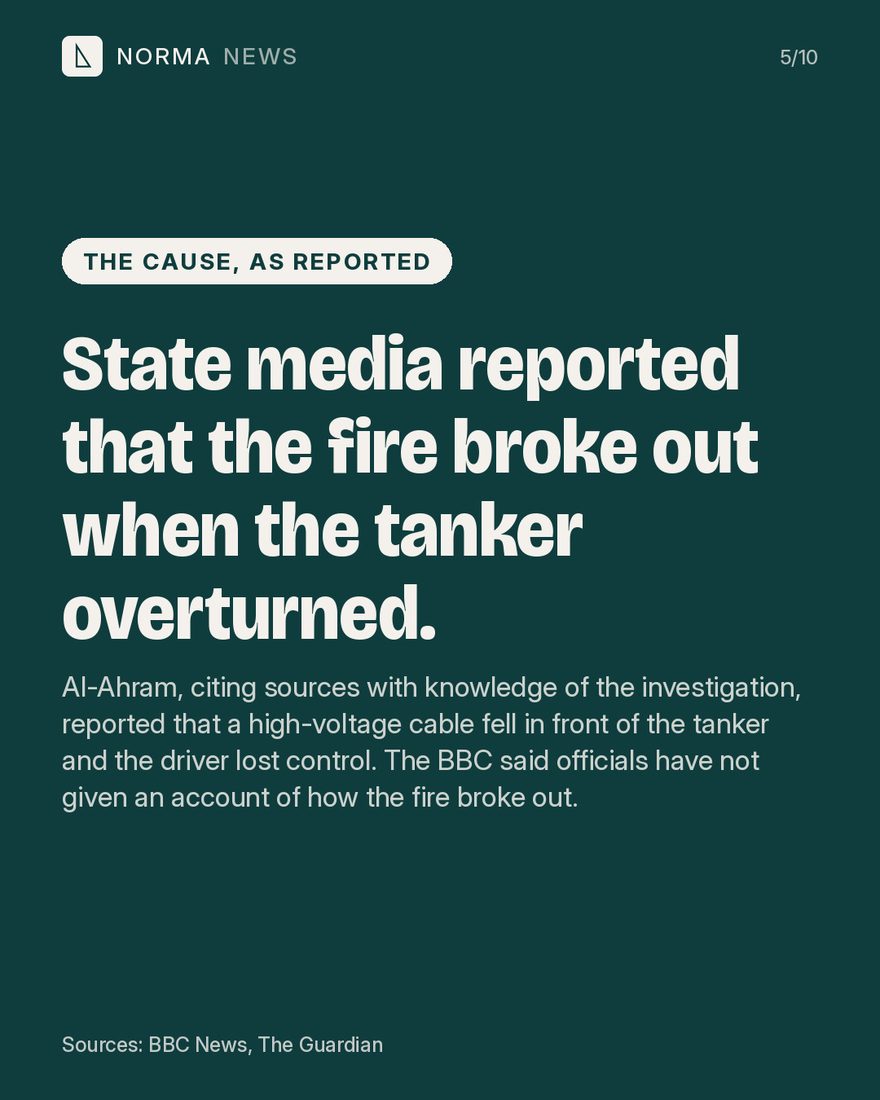 NORMA NEWS
5/10
THE CAUSE, AS REPORTED
State media reported
that the fire broke out
when the tanker
overturned.
Al-Ahram, citing sources with knowledge of the investigation,
reported that a high-voltage cable fell in front of the tanker
and the driver lost control. The BBC said officials have not
given an account of how the fire broke out.
Sources: BBC News, The Guardian